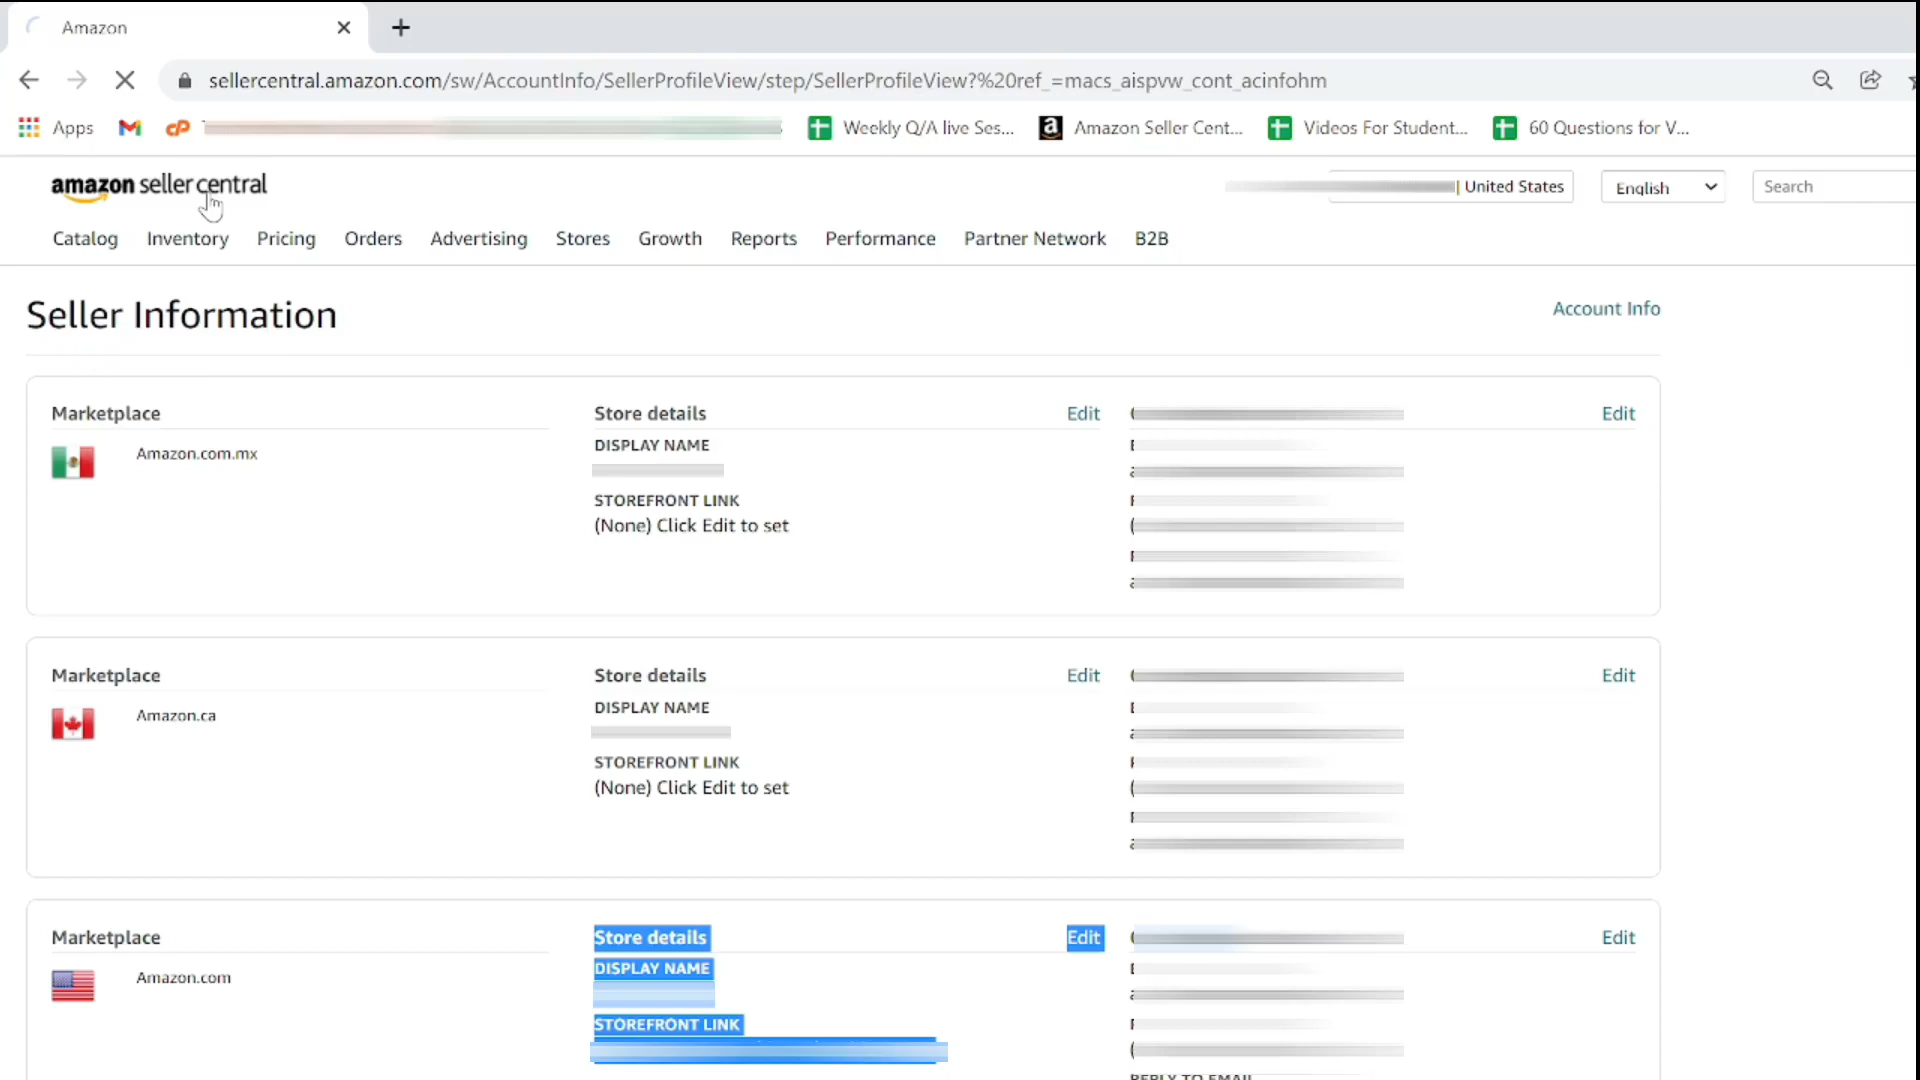 Amazon
sellercentral.amazon.com/sw/AccountInfo/SellerProfileView/step/SellerProfileView?%20ref_=macs_aispvw_cont_acinfohm
Apps
Weekly Q/A live Ses...
Amazon Seller Cent...
Videos For Student...
60 Questions for V...
amazon seller central
| United States
English
Search
Catalog Inventory Pricing Orders Advertising Stores Growth Reports Performance Partner Network B2B
Seller Information
Account Info
Marketplace
Amazon.com.mx
Store details Edit
DISPLAY NAME
STOREFRONT LINK
(None) Click Edit to set
Edit
Marketplace
Amazon.ca
Store details Edit
DISPLAY NAME
STOREFRONT LINK
(None) Click Edit to set
Edit
Marketplace
Amazon.com
Store details Edit
DISPLAY NAME
STOREFRONT LINK
Edit
REPLY TO EMAIL